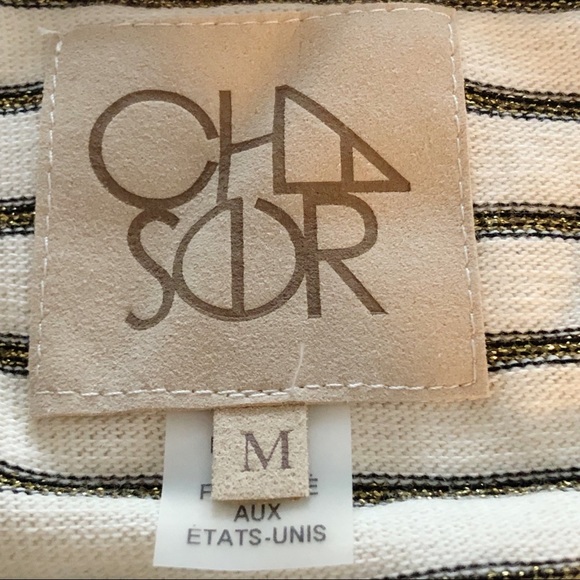 CHA
SER
M
AUX
ÉTATS-UNIS